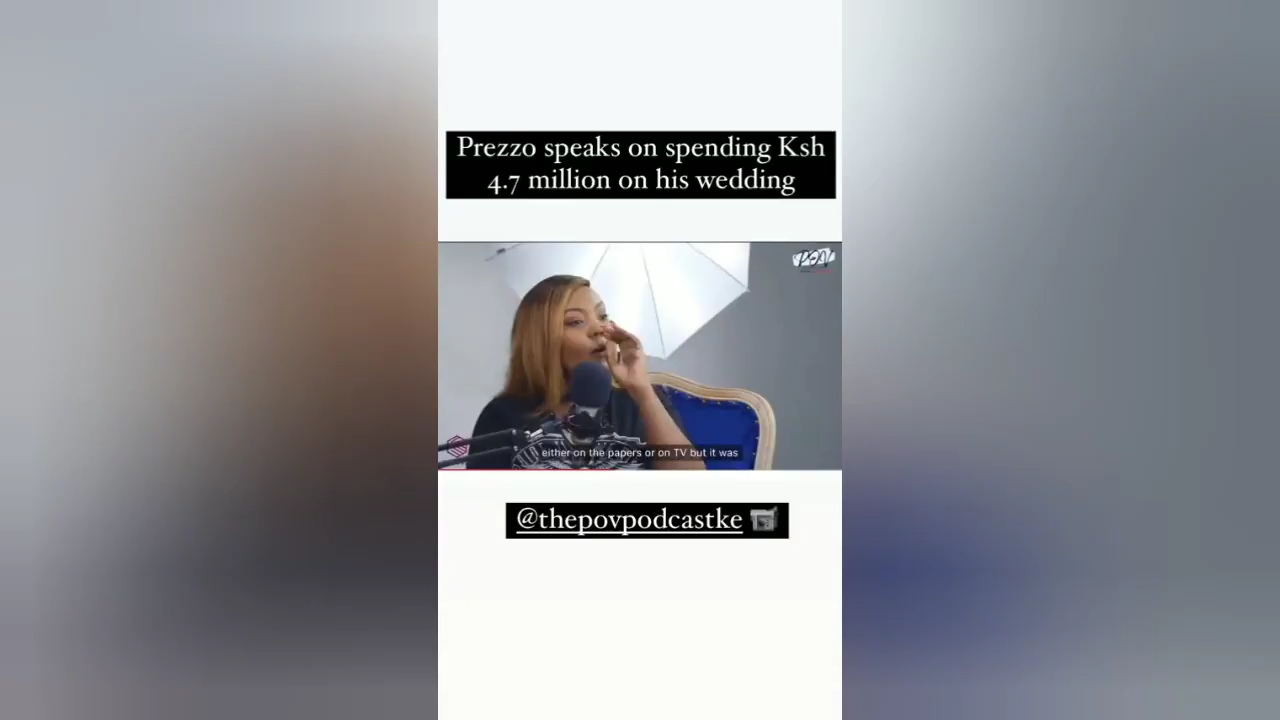 Prezzo speaks on spending Ksh
4.7 million on his wedding
POV
either on the papers or on TV but it was
@thepovpodcastke